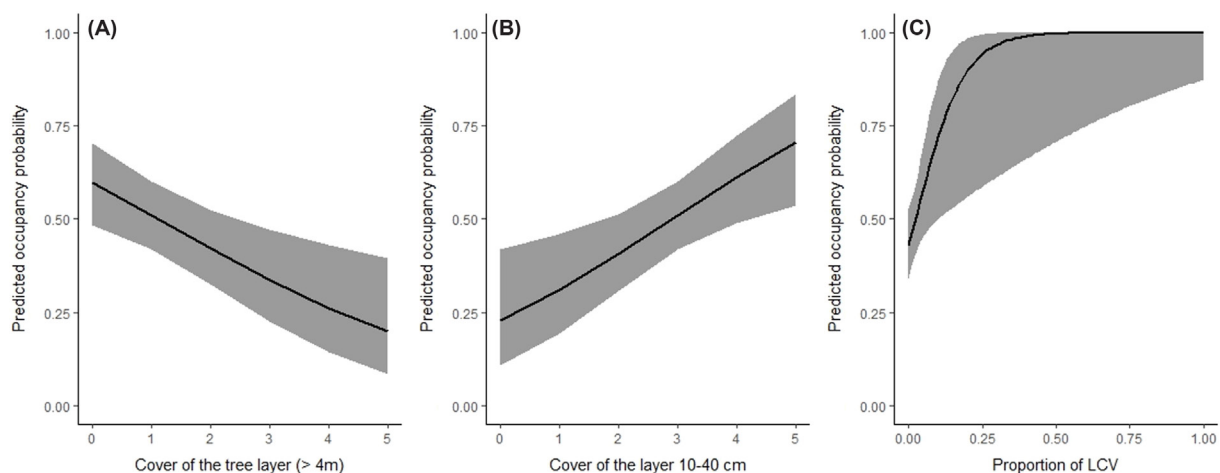 (A)
Predicted occupancy probability
1.00
0.75
0.50
0.25
0.00
0 1 2 3 4 5
Cover of the tree layer (> 4m)
(B)
Predicted occupancy probability
1.00
0.75
0.50
0.25
0.00
0 1 2 3 4 5
Cover of the layer 10-40 cm
(C)
Predicted occupancy probability
1.00
0.75
0.50
0.25
0.00
0.00 0.25 0.50 0.75 1.00
Proportion of LCV